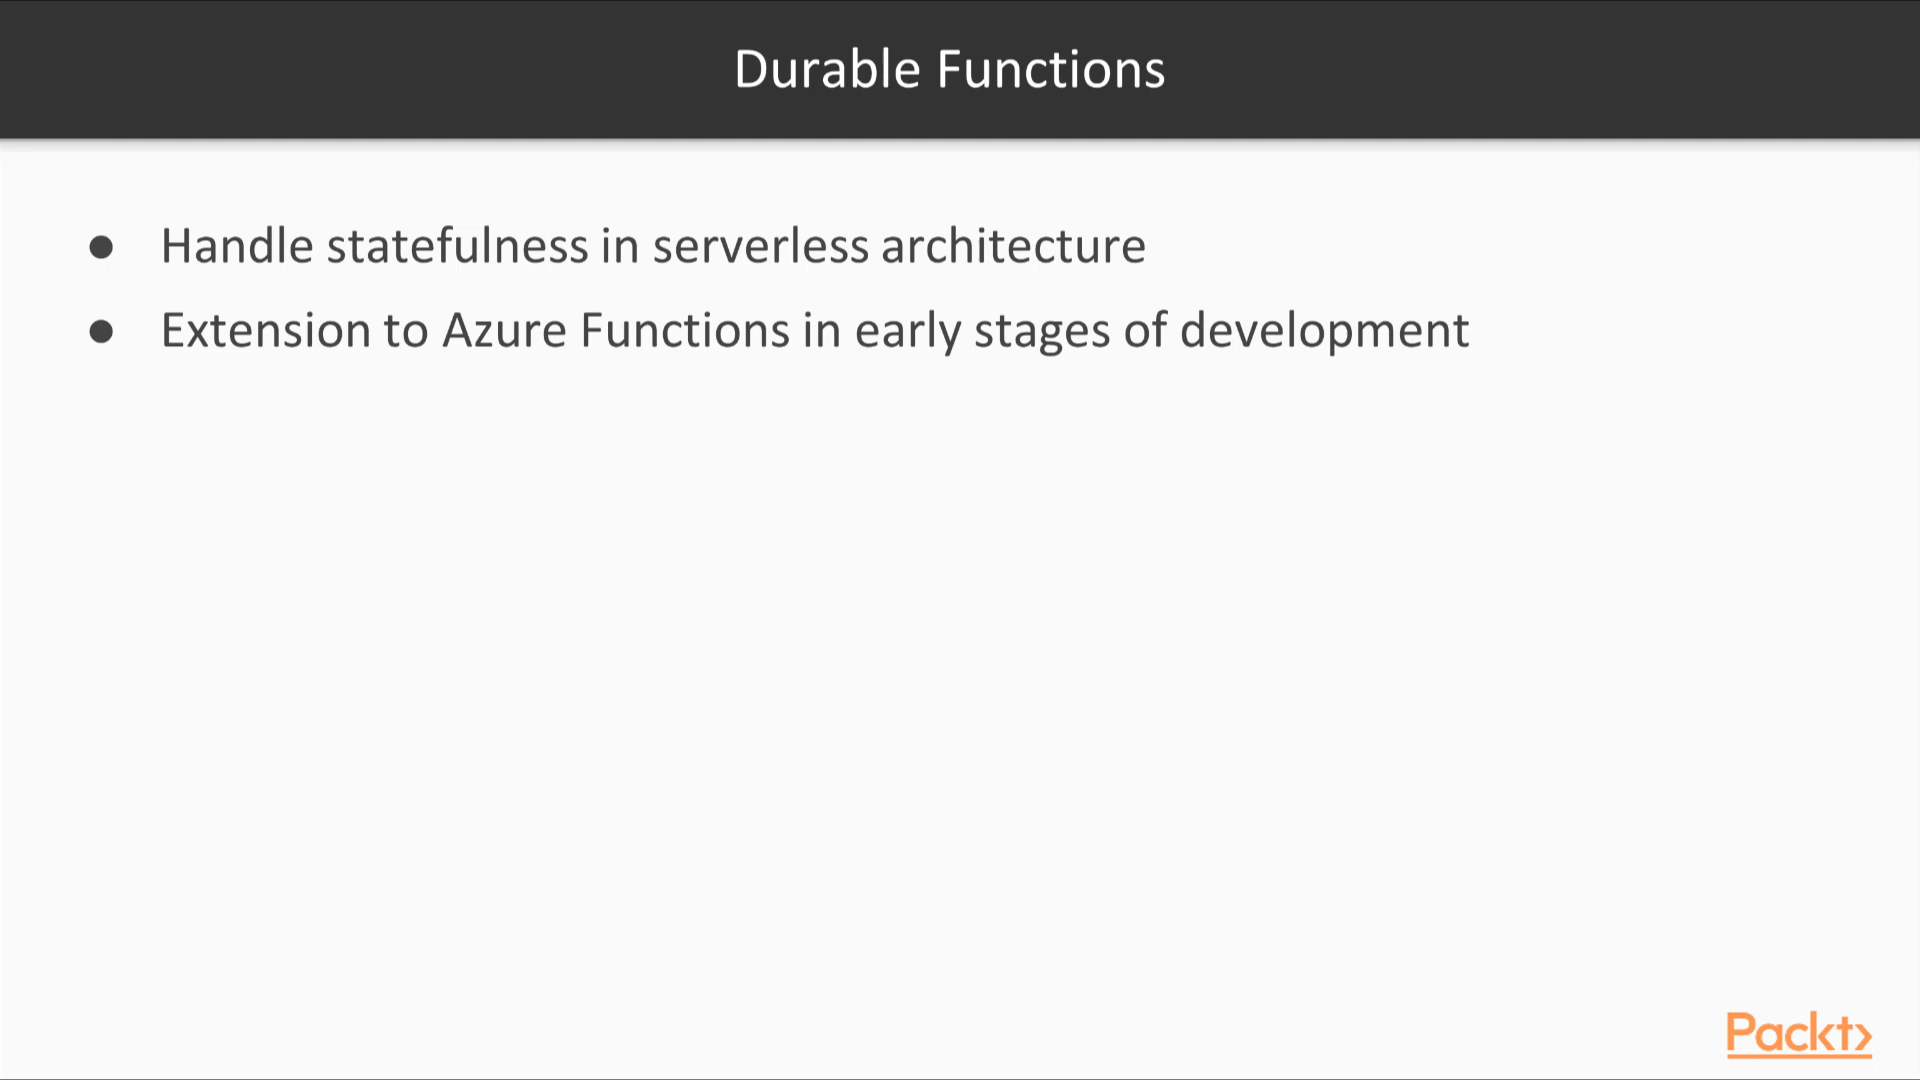 Durable Functions
● Handle statefulness in serverless architecture
● Extension to Azure Functions in early stages of development
Packt>